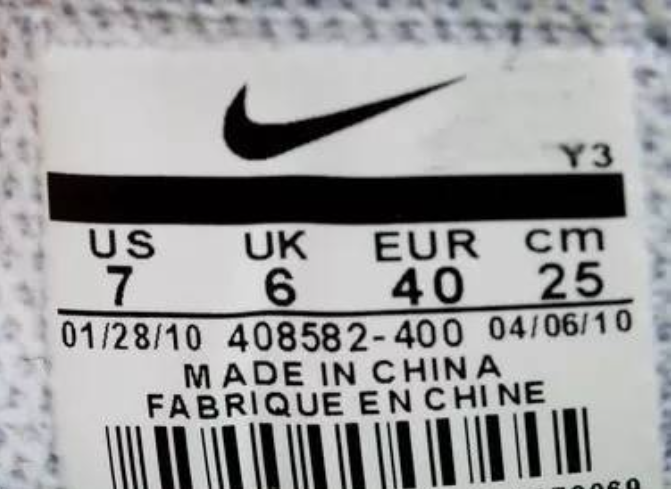 Y3
US UK EUR cm
7 6 40 25
01/28/10 408582-400 04/06/10
MADE IN CHINA
FABRIQUE EN CHINE